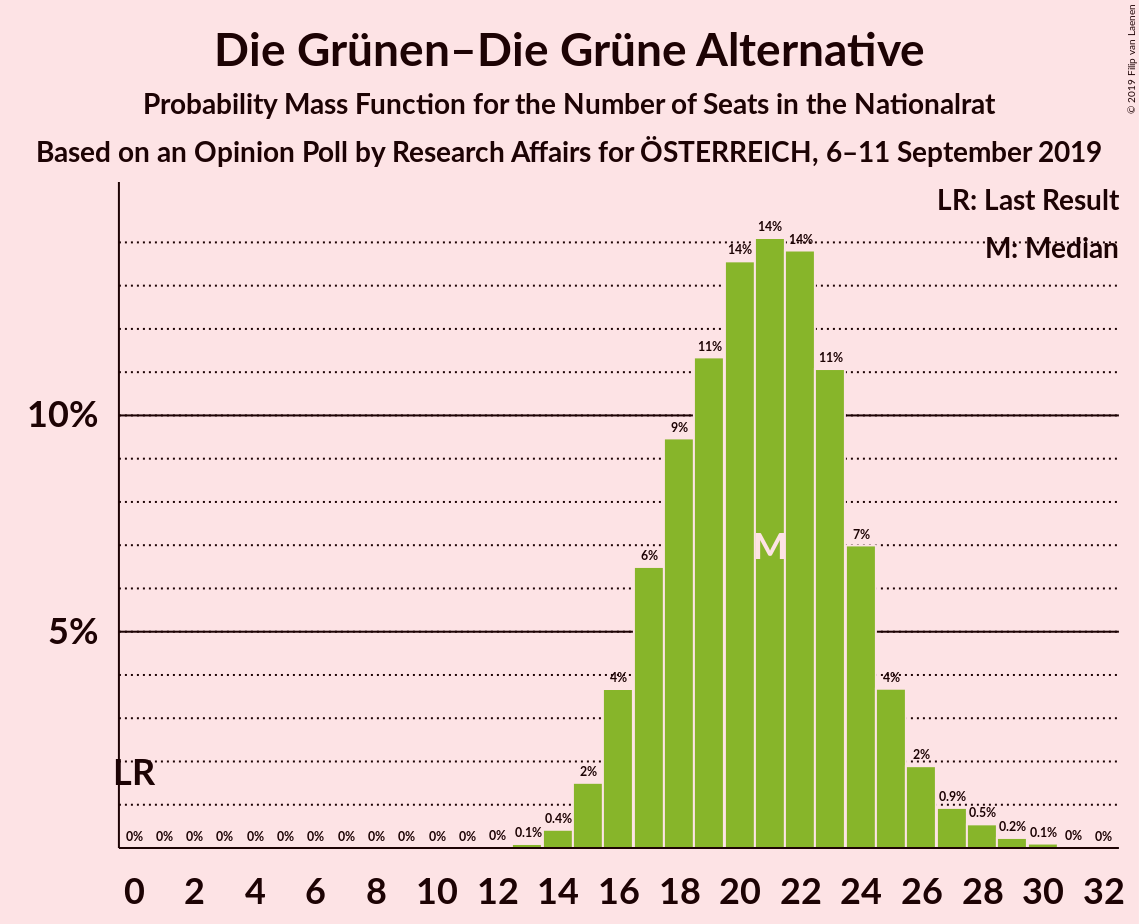 Die Grünen–Die Grüne Alternative
Probability Mass Function for the Number of Seats in the Nationalrat
Based on an Opinion Poll by Research Affairs for ÖSTERREICH, 6–11 September 2019
© 2019 Filip van Laenen
LR: Last Result
M: Median
10%
5%
LR
M
0% 0% 0% 0% 0% 0% 0% 0% 0% 0% 0% 0% 0% 0.1% 0.4% 2% 4% 6% 9% 11% 14% 14% 14% 11% 7% 4% 2% 0.9% 0.5% 0.2% 0.1% 0% 0%
0 2 4 6 8 10 12 14 16 18 20 22 24 26 28 30 32